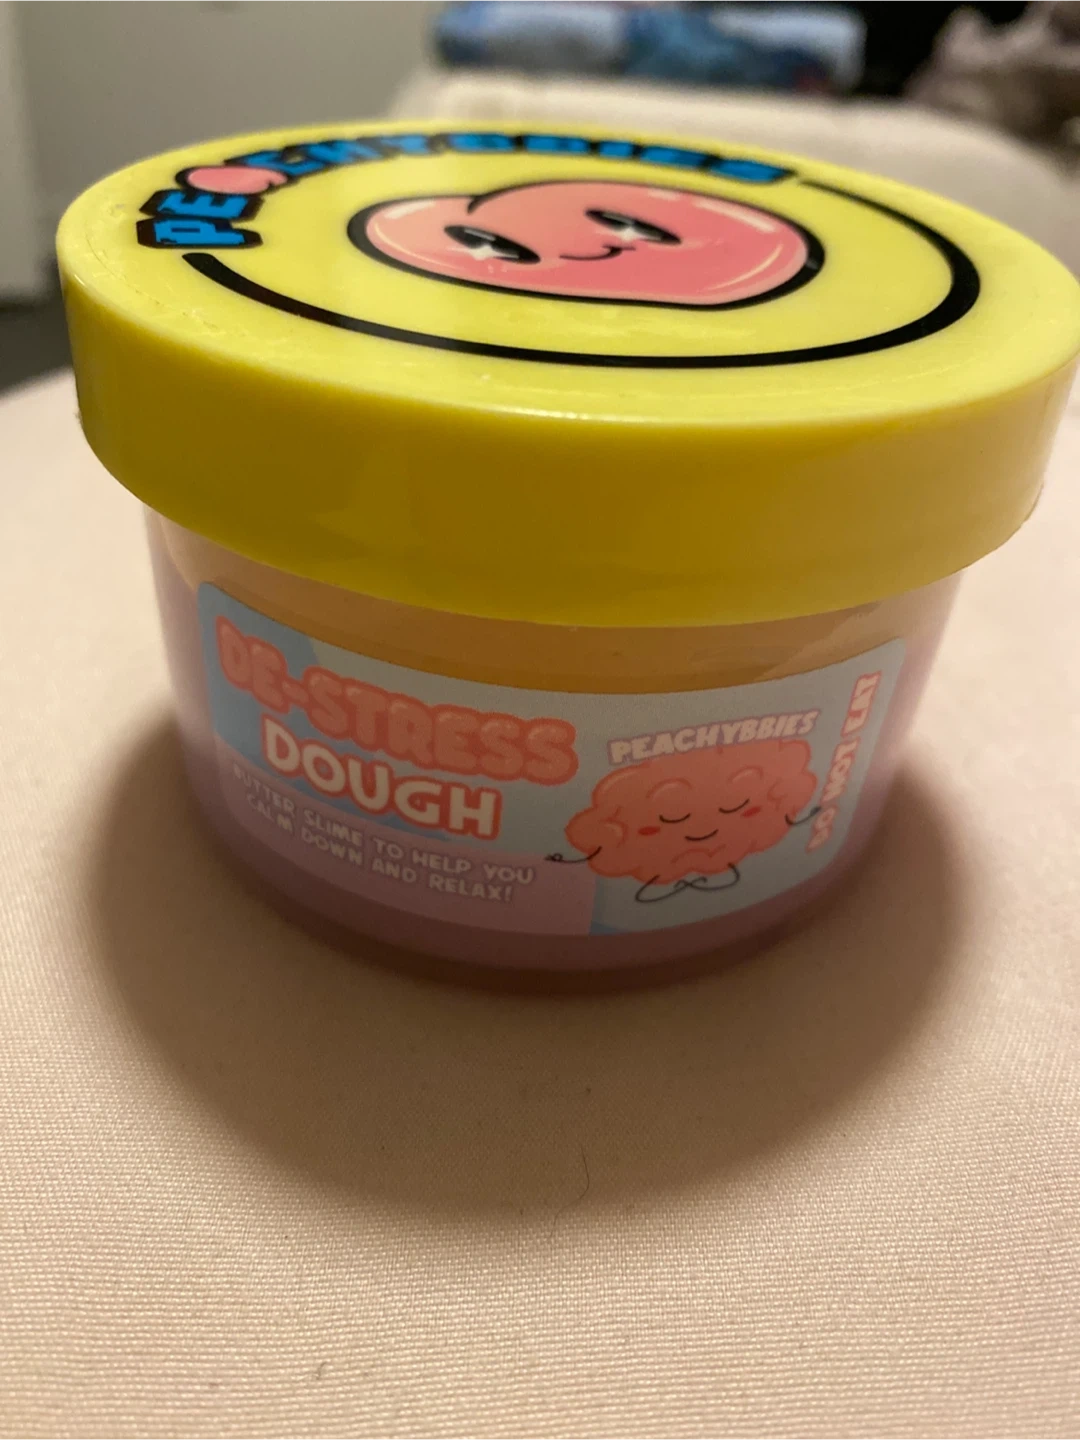 PEACHYBBIES
DE-STRESS
DOUGH
BUTTER SLIME TO HELP YOU
CALM DOWN AND RELAX!
PEACHYBBIES
DO NOT EAT